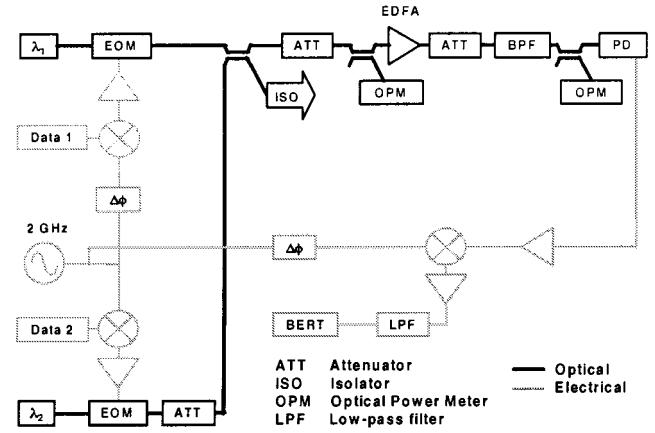 EDFA
λ1 EOM ATT ATT BPF PD
ISO OPM OPM
Data 1
Δϕ
2 GHz
Δϕ
Data 2 BERT LPF
ATT Attenuator
ISO Isolator
OPM Optical Power Meter
LPF Low-pass filter
Optical
Electrical
λ2 EOM ATT